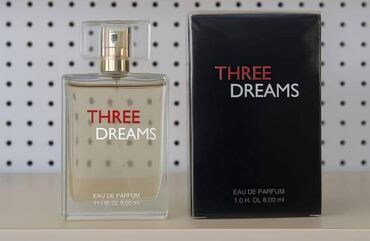 THREE
DREAMS
EAU DE PARFUM
THREE
DREAMS
EAU DE PARFUM
1.0 FL OL 8.00 ml